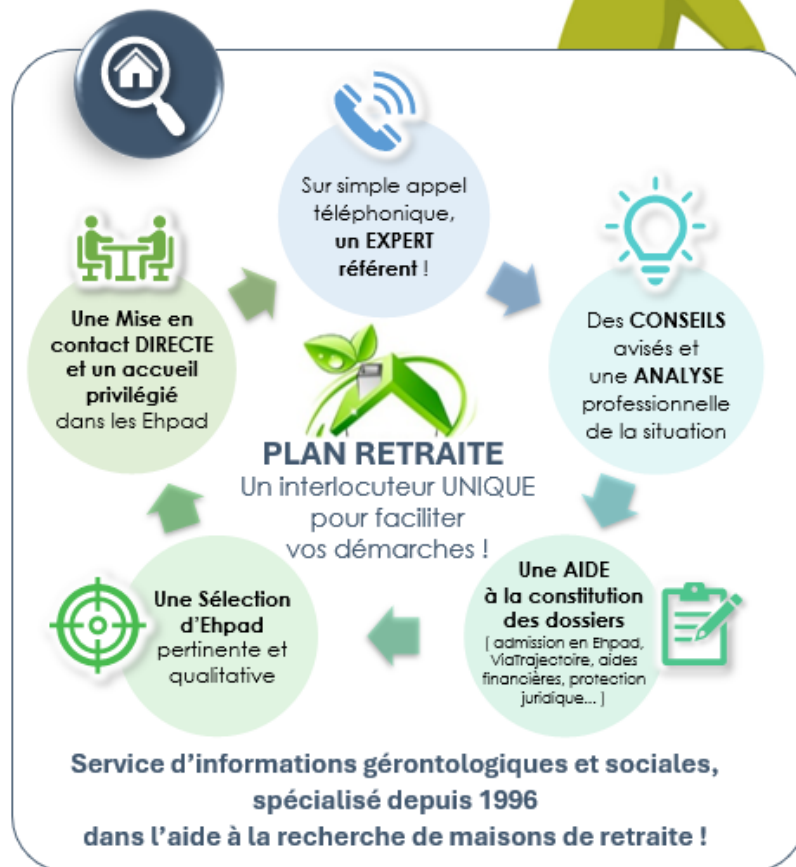 Sur simple appel
téléphonique,
un EXPERT
référent !
Des CONSEILS
avisés et
une ANALYSE
professionnelle
de la situation
Une AIDE
à la constitution
des dossiers
( admission en Ehpad,
ViaTrajectoire, aides
financières, protection
juridique... )
Une Sélection
d'Ehpad
pertinente et
qualitative
Une Mise en
contact DIRECTE
et un accueil
privilégié
dans les Ehpad
PLAN RETRAITE
Un interlocuteur UNIQUE
pour faciliter
vos démarches !
Service d'informations gérontologiques et sociales,
spécialisé depuis 1996
dans l'aide à la recherche de maisons de retraite !